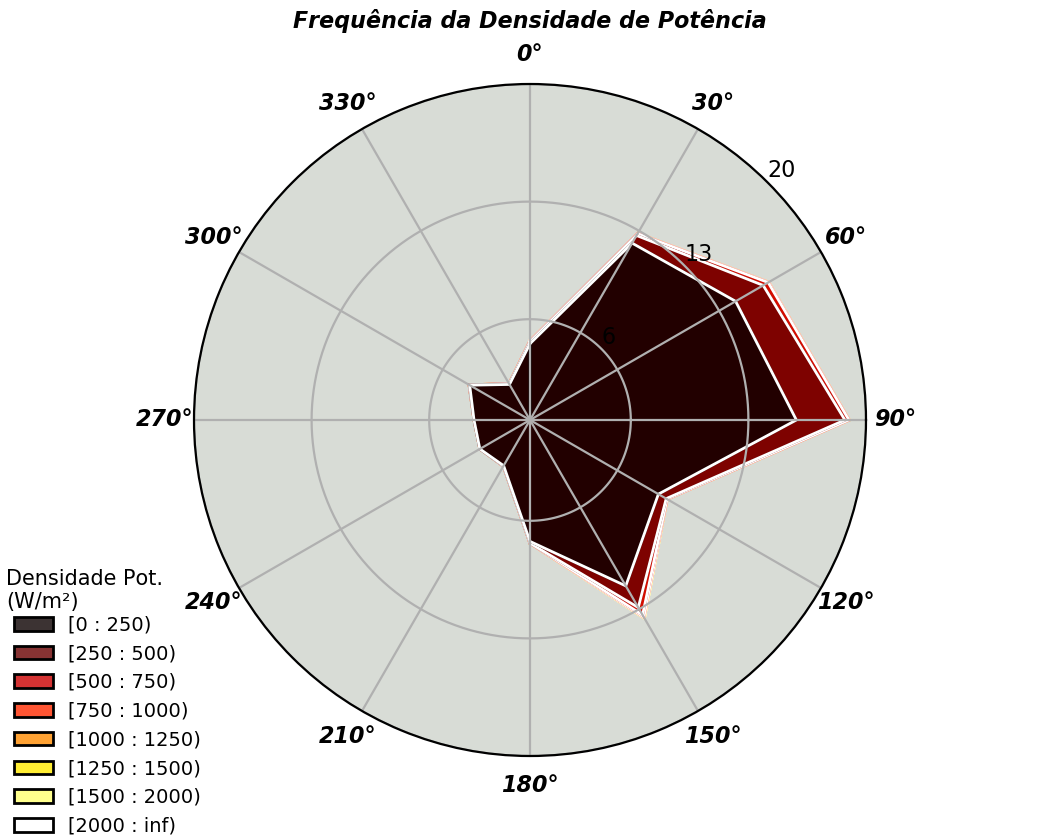 Frequência da Densidade de Potência
0°
30°
60°
90°
120°
150°
180°
210°
240°
270°
300°
330°
6
13
20
Densidade Pot.
(W/m²)
[0 : 250)
[250 : 500)
[500 : 750)
[750 : 1000)
[1000 : 1250)
[1250 : 1500)
[1500 : 2000)
[2000 : inf)